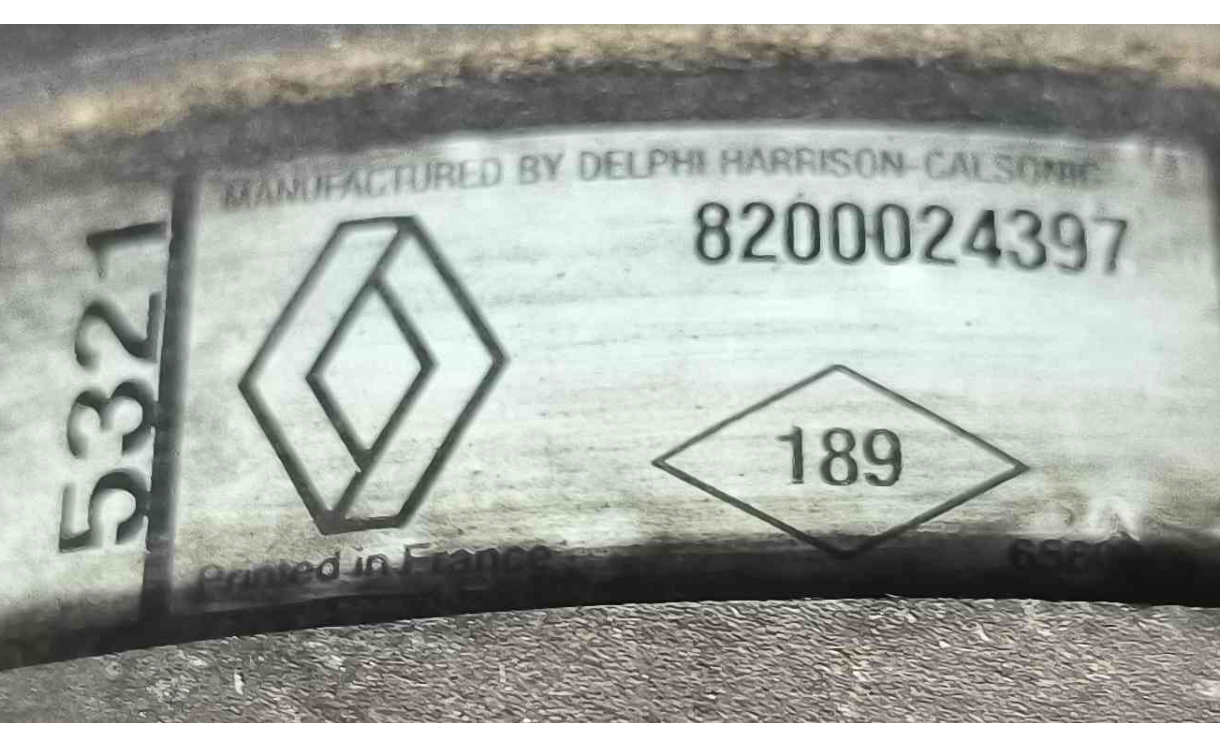 MANUFACTURED BY DELPHI HARRISON-CALSONIC
8200024397
5321
189
Printed in France